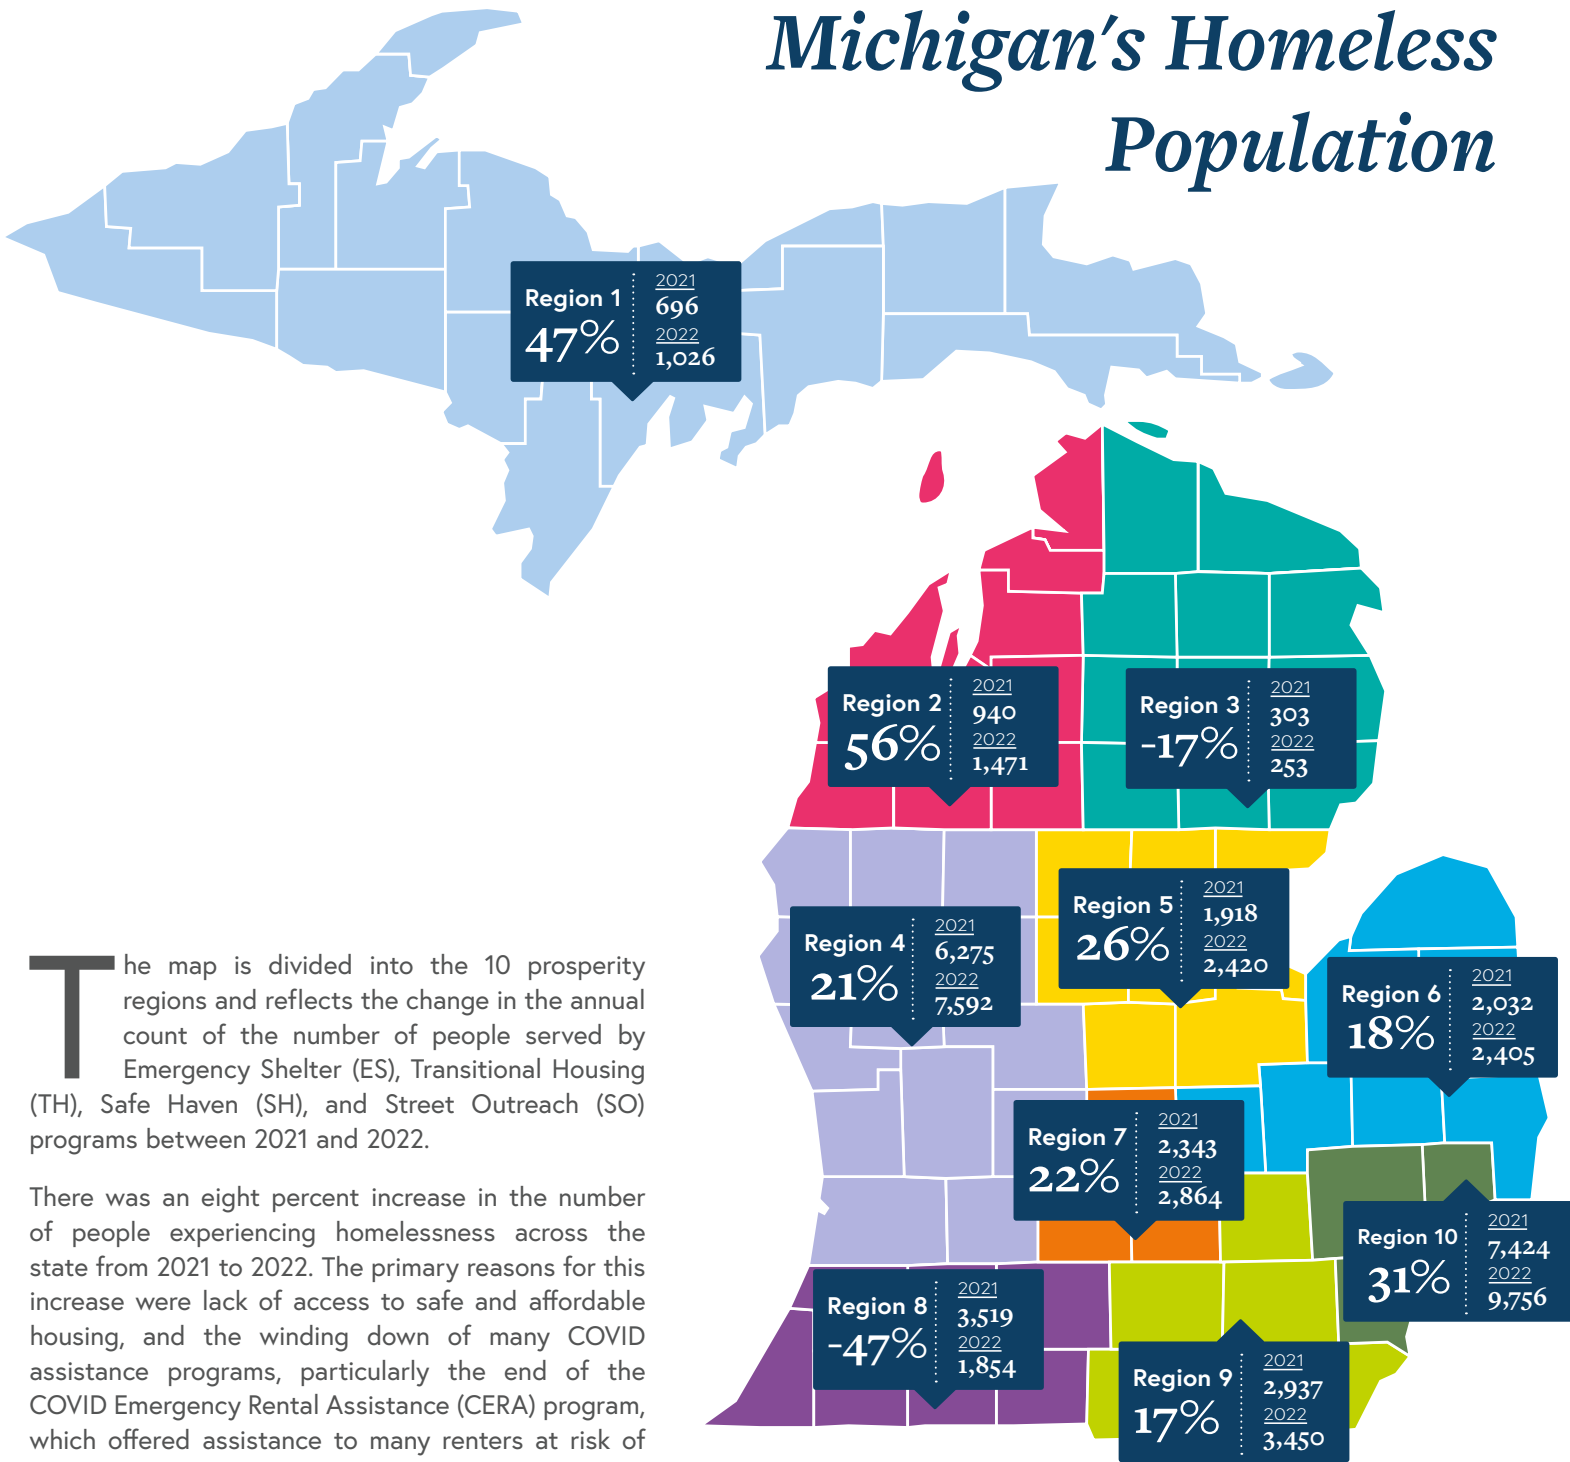 Michigan's Homeless
Population
Region 1
47%
2021
696
2022
1,026
Region 2
56%
2021
940
2022
1,471
Region 3
-17%
2021
303
2022
253
Region 4
21%
2021
6,275
2022
7,592
Region 5
26%
2021
1,918
2022
2,420
Region 6
18%
2021
2,032
2022
2,405
Region 7
22%
2021
2,343
2022
2,864
Region 10
31%
2021
7,424
2022
9,756
Region 8
-47%
2021
3,519
2022
1,854
Region 9
17%
2021
2,937
2022
3,450
The map is divided into the 10 prosperity
regions and reflects the change in the annual
count of the number of people served by
Emergency Shelter (ES), Transitional Housing
(TH), Safe Haven (SH), and Street Outreach (SO)
programs between 2021 and 2022.
There was an eight percent increase in the number
of people experiencing homelessness across the
state from 2021 to 2022. The primary reasons for this
increase were lack of access to safe and affordable
housing, and the winding down of many COVID
assistance programs, particularly the end of the
COVID Emergency Rental Assistance (CERA) program,
which offered assistance to many renters at risk of